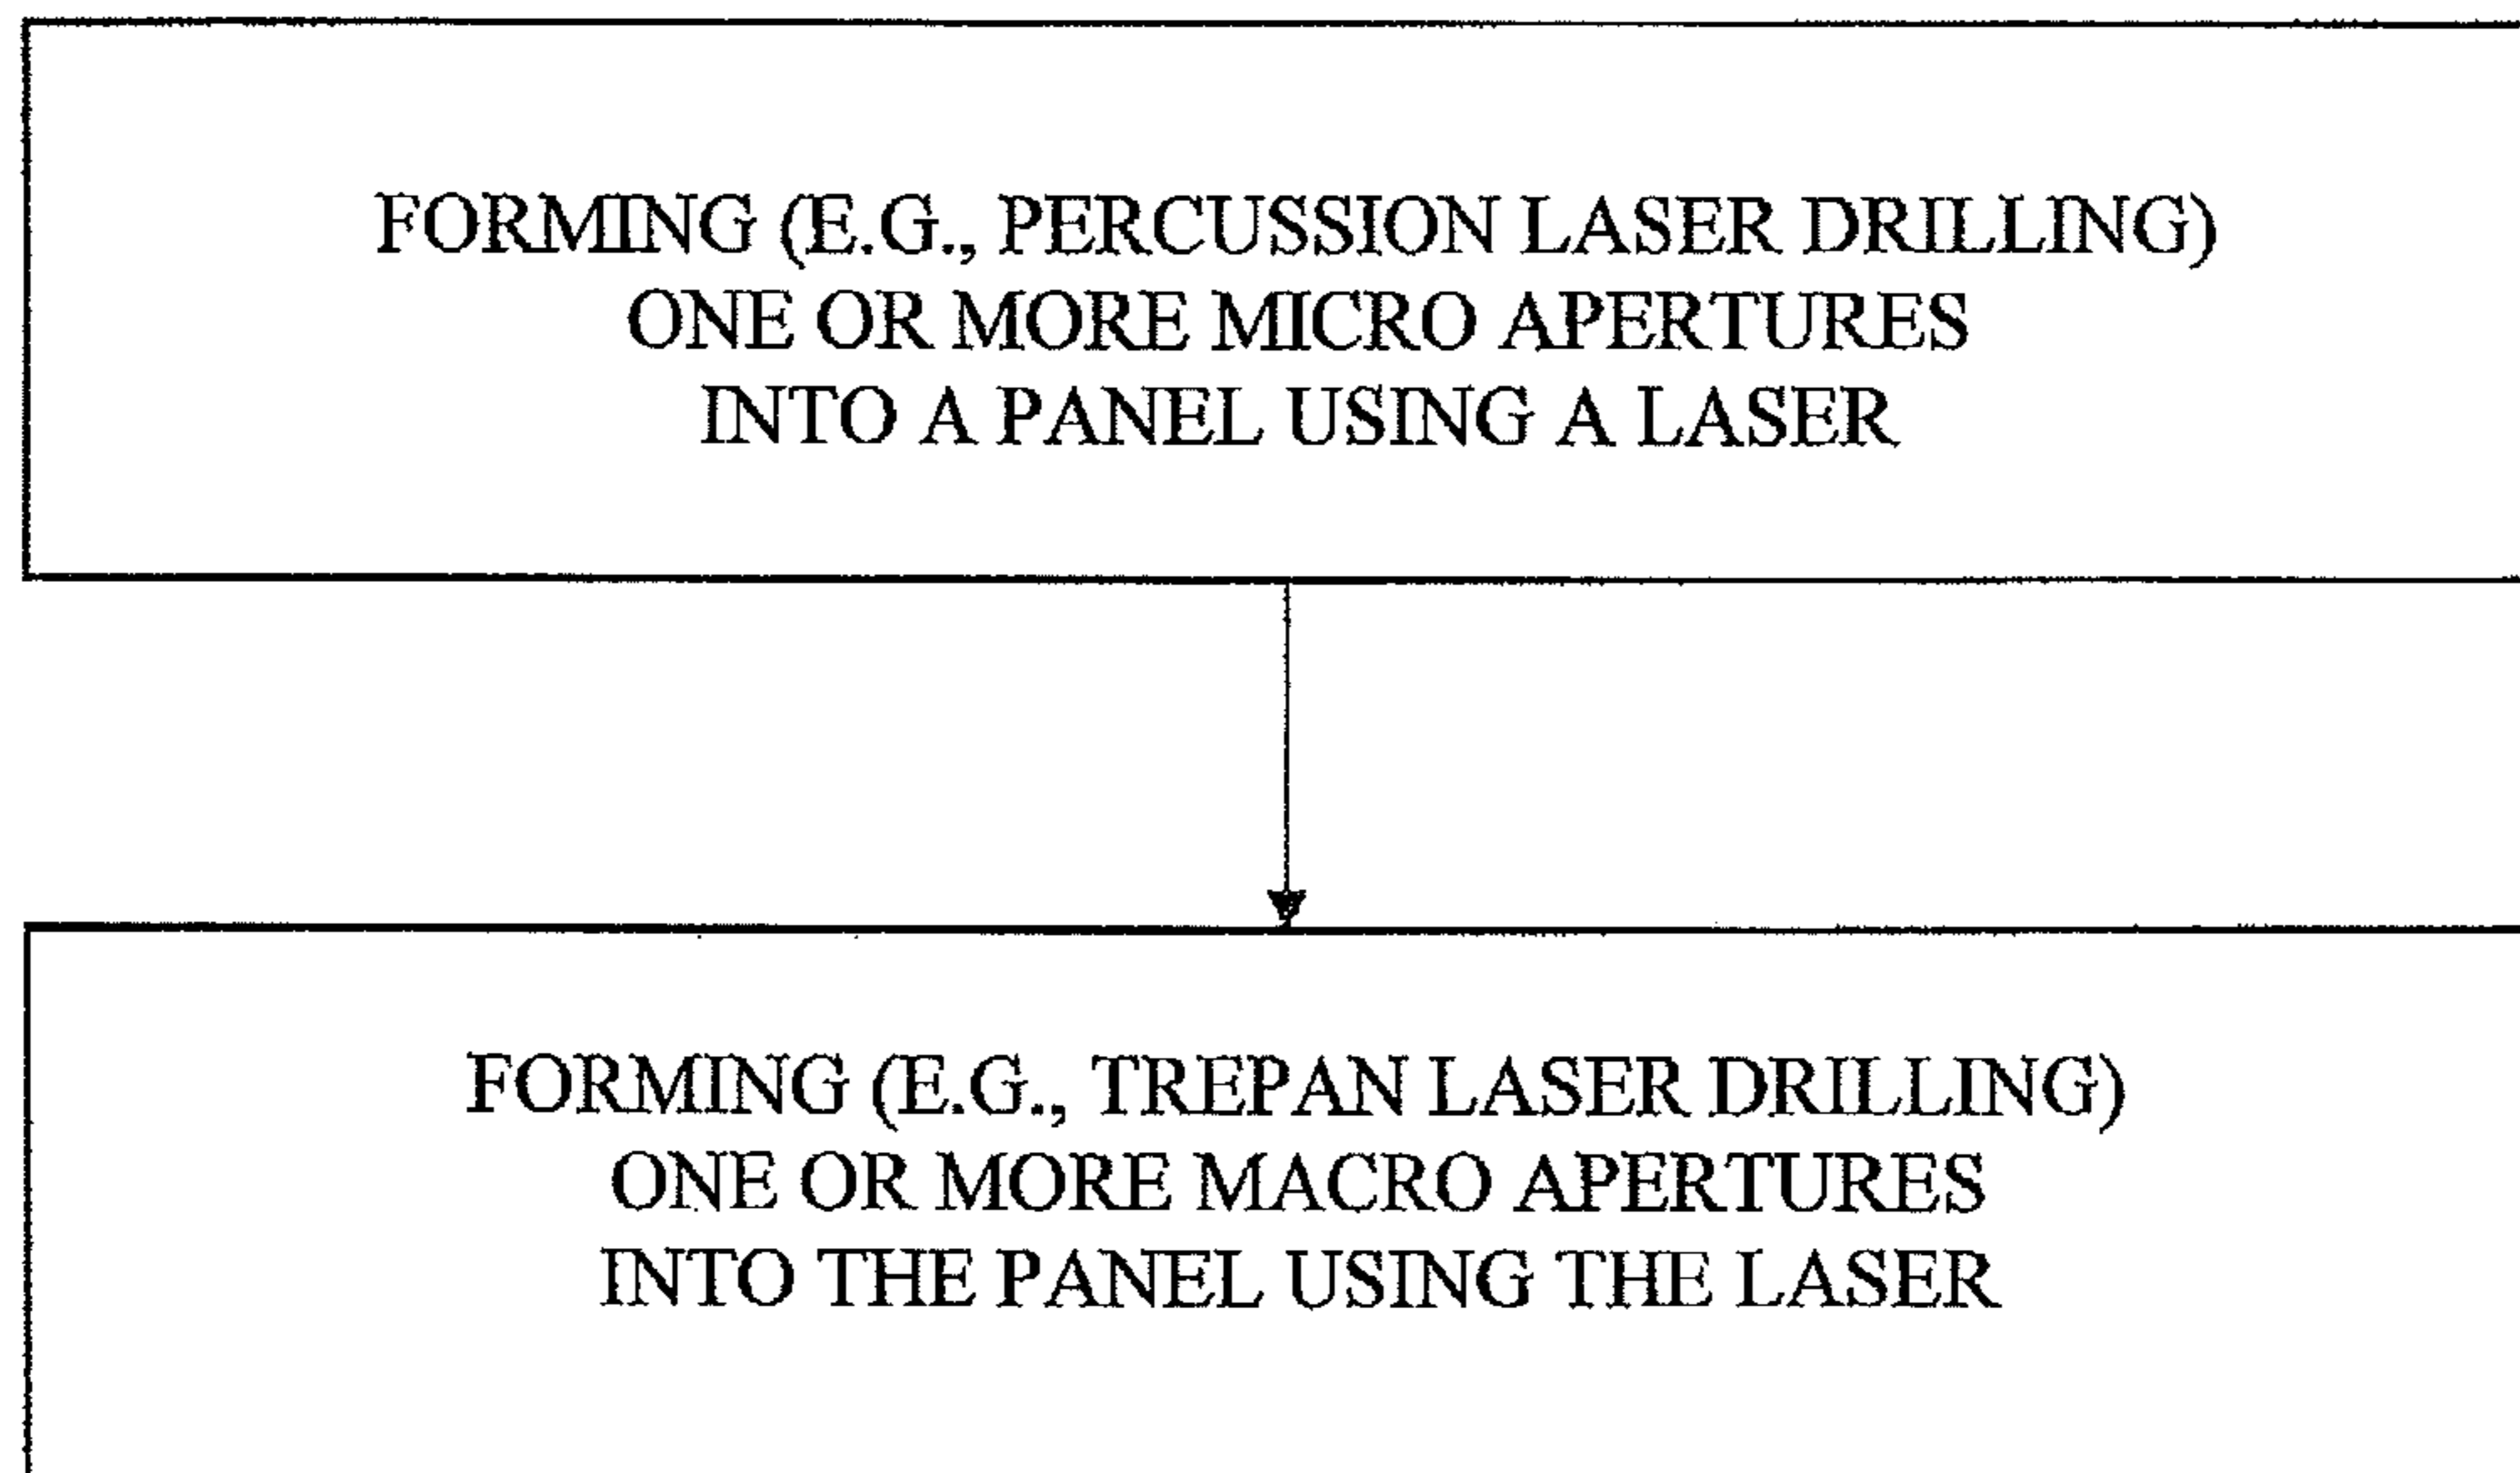 FORMING (E.G., PERCUSSION LASER DRILLING)
ONE OR MORE MICRO APERTURES
INTO A PANEL USING A LASER
FORMING (E.G., TREPAN LASER DRILLING)
ONE OR MORE MACRO APERTURES
INTO THE PANEL USING THE LASER